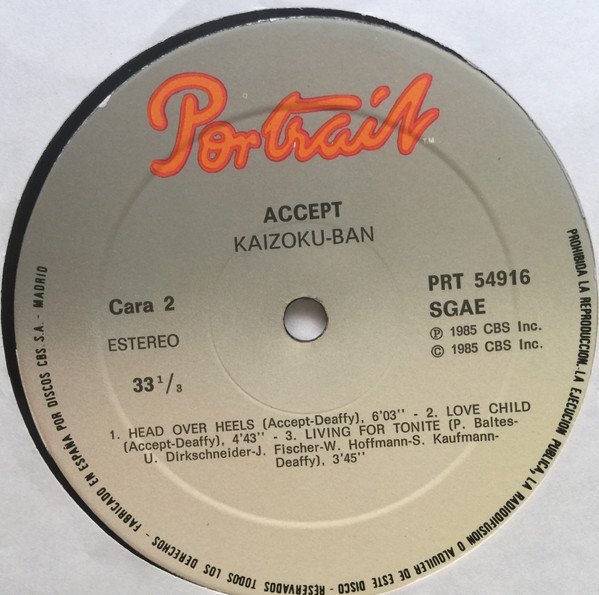 Portrait
TM
ACCEPT
KAIZOKU-BAN
Cara 2
ESTEREO
33 1/3
PRT 54916
SGAE
℗ 1985 CBS Inc.
© 1985 CBS Inc.
1. HEAD OVER HEELS (Accept-Deaffy), 6'03'' - 2. LOVE CHILD
(Accept-Deaffy), 4'43'' - 3. LIVING FOR TONITE (P. Baltes-
U. Dirkschneider-J. Fischer-W. Hoffmann-S. Kaufmann-
Deaffy), 3'45''
PROHIBIDA LA REPRODUCCION, LA EJECUCION PUBLICA, LA RADIODIFUSION O ALQUILER DE ESTE DISCO - RESERVADOS TODOS LOS DERECHOS - FABRICADO EN ESPAÑA POR DISCOS CBS S.A. - MADRID